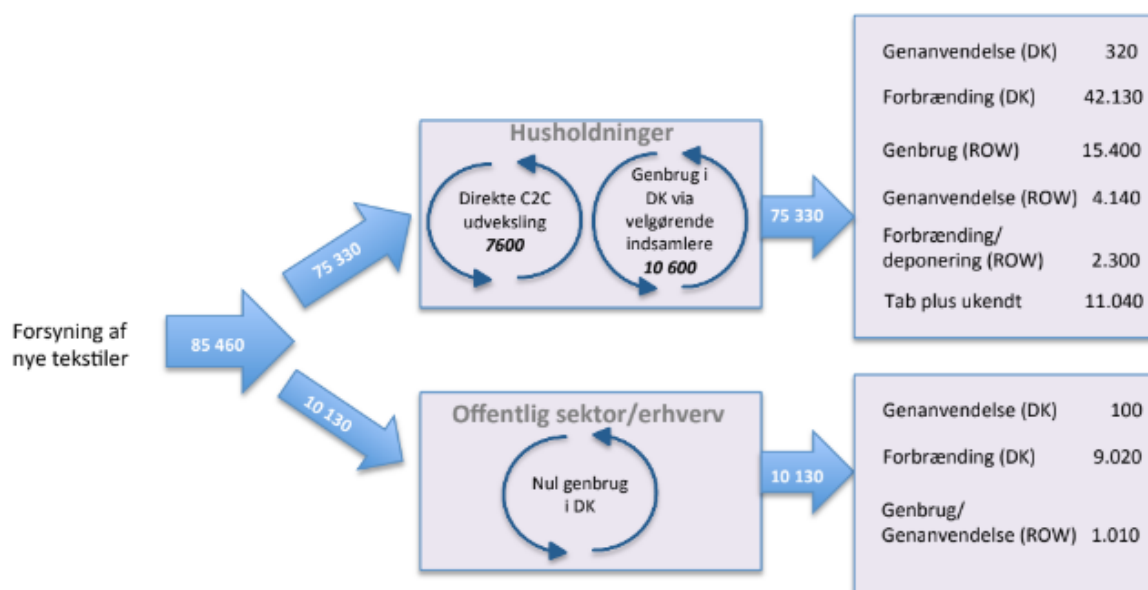 Forsyning af
nye tekstiler
85 460
75 330
10 130
Husholdninger
Direkte C2C
udveksling
7600
Genbrug i
DK via
velgørende
indsamlere
10 600
75 330
Genanvendelse (DK) 320
Forbrænding (DK) 42.130
Genbrug (ROW) 15.400
Genanvendelse (ROW) 4.140
Forbrænding/
deponering (ROW) 2.300
Tab plus ukendt 11.040
Offentlig sektor/erhverv
Nul genbrug
i DK
10 130
Genanvendelse (DK) 100
Forbrænding (DK) 9.020
Genbrug/
Genanvendelse (ROW) 1.010